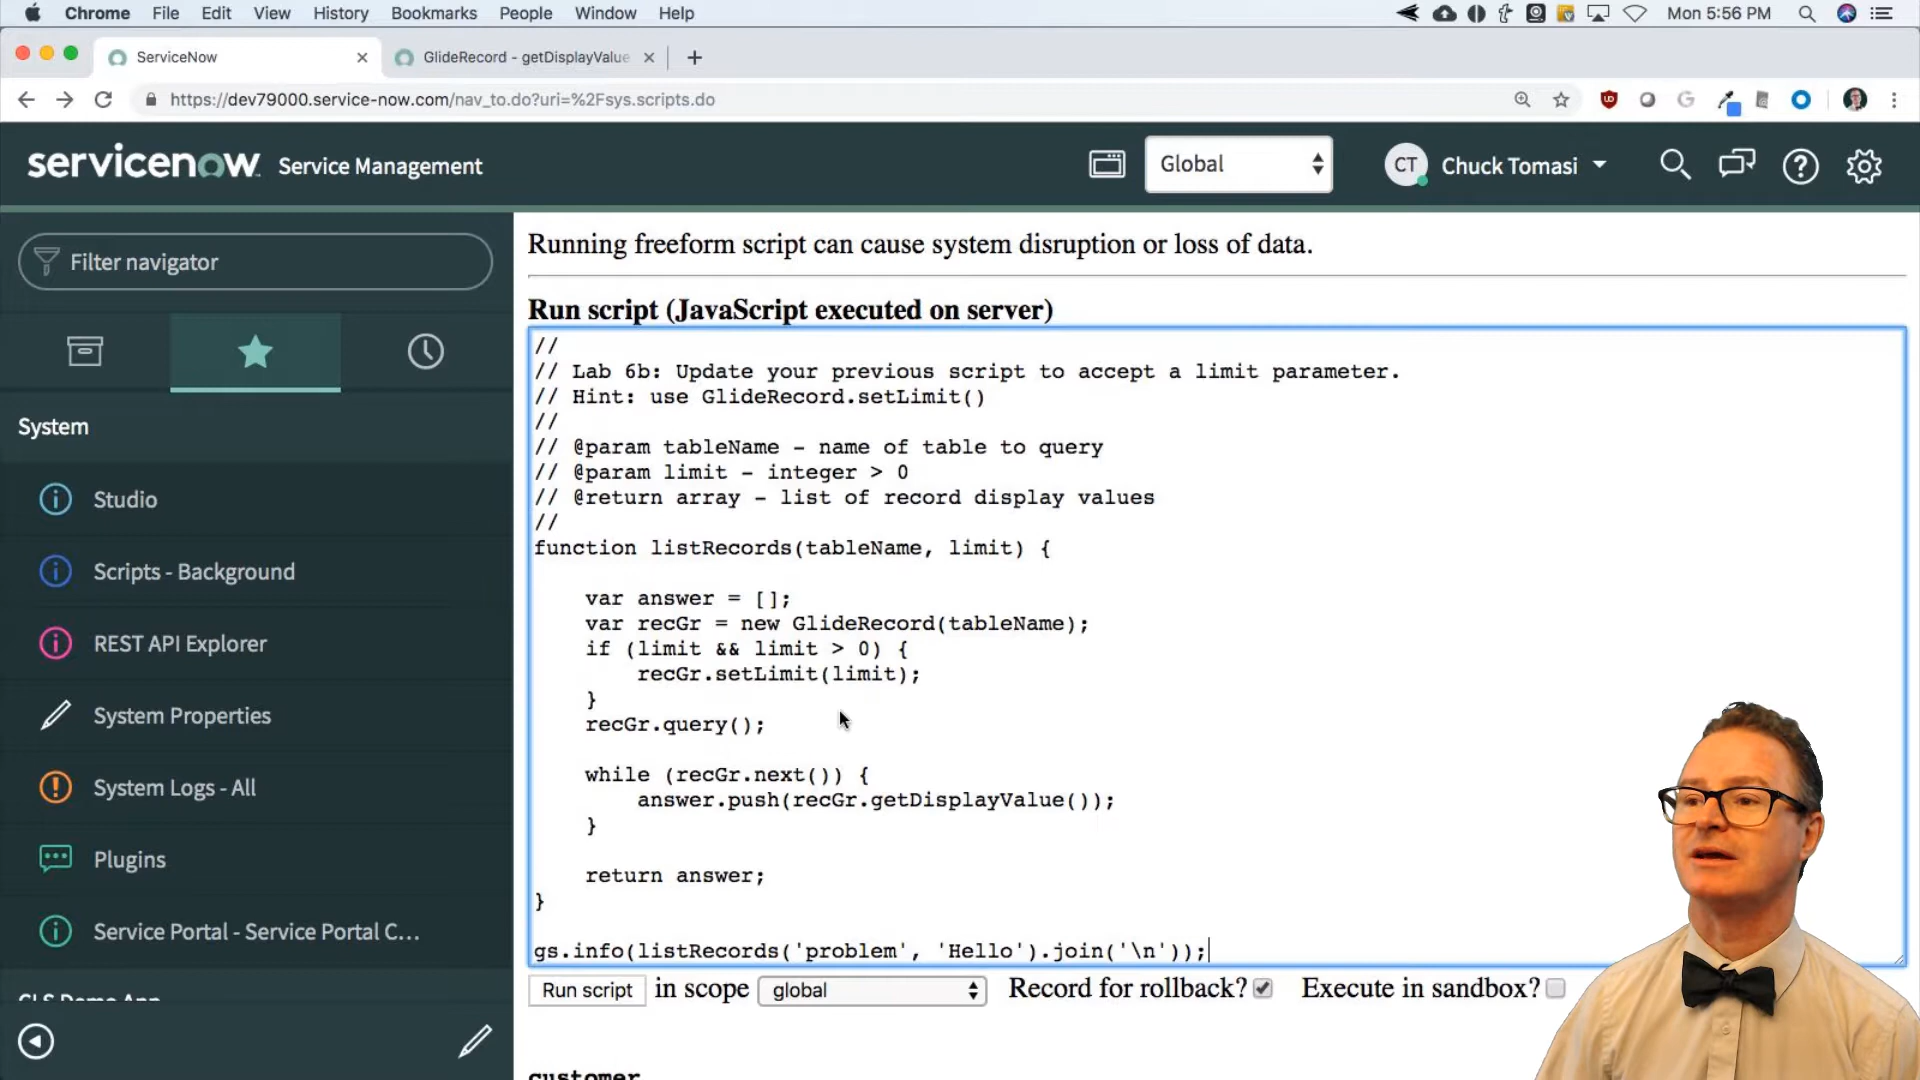 Chrome File Edit View History Bookmarks People Window Help Mon 5:56 PM
ServiceNow GlideRecord - getDisplayValue
https://dev79000.service-now.com/nav_to.do?uri=%2Fsys.scripts.do
servicenow Service Management Global CT Chuck Tomasi
Filter navigator
System
Studio
Scripts - Background
REST API Explorer
System Properties
System Logs - All
Plugins
Service Portal - Service Portal C...
Running freeform script can cause system disruption or loss of data.
Run script (JavaScript executed on server)
//
// Lab 6b: Update your previous script to accept a limit parameter.
// Hint: use GlideRecord.setLimit()
//
// @param tableName - name of table to query
// @param limit - integer > 0
// @return array - list of record display values
//
function listRecords(tableName, limit) {
var answer = [];
var recGr = new GlideRecord(tableName);
if (limit && limit > 0) {
recGr.setLimit(limit);
}
recGr.query();
while (recGr.next()) {
answer.push(recGr.getDisplayValue());
}
return answer;
}
gs.info(listRecords('problem', 'Hello').join('\n'));
Run script in scope global Record for rollback? Execute in sandbox?
customer